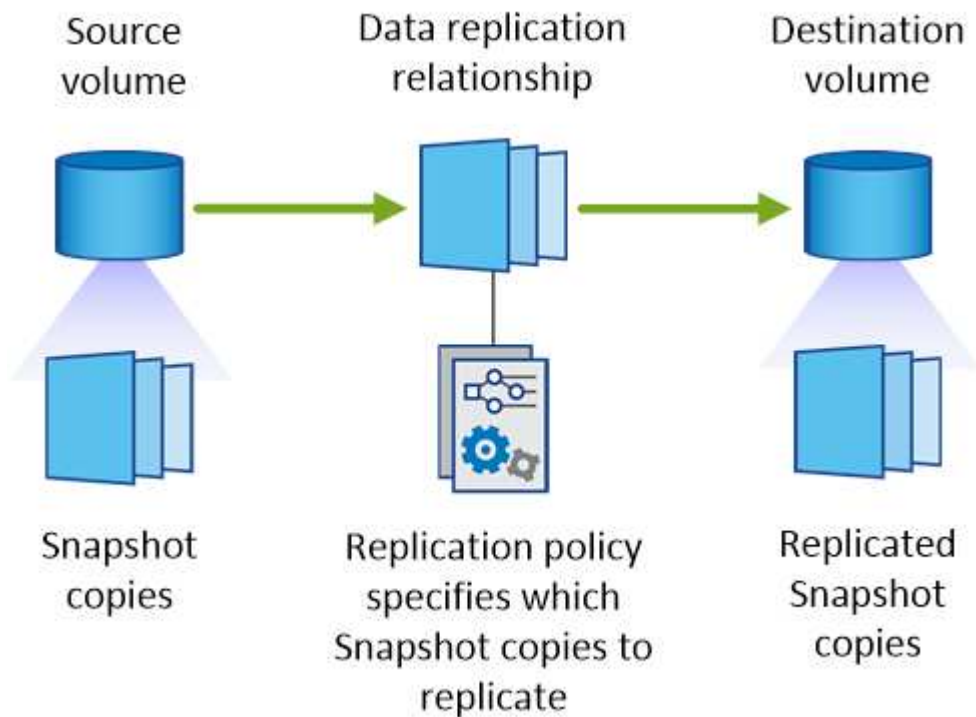 Source
volume
Data replication
relationship
Destination
volume
Snapshot
copies
Replication policy
specifies which
Snapshot copies to
replicate
Replicated
Snapshot
copies